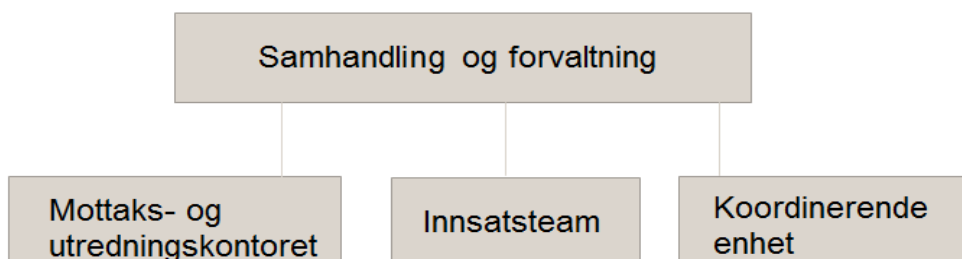 Samhandling og forvaltning
Mottaks- og
utredningskontoret
Innsatsteam
Koordinerende
enhet